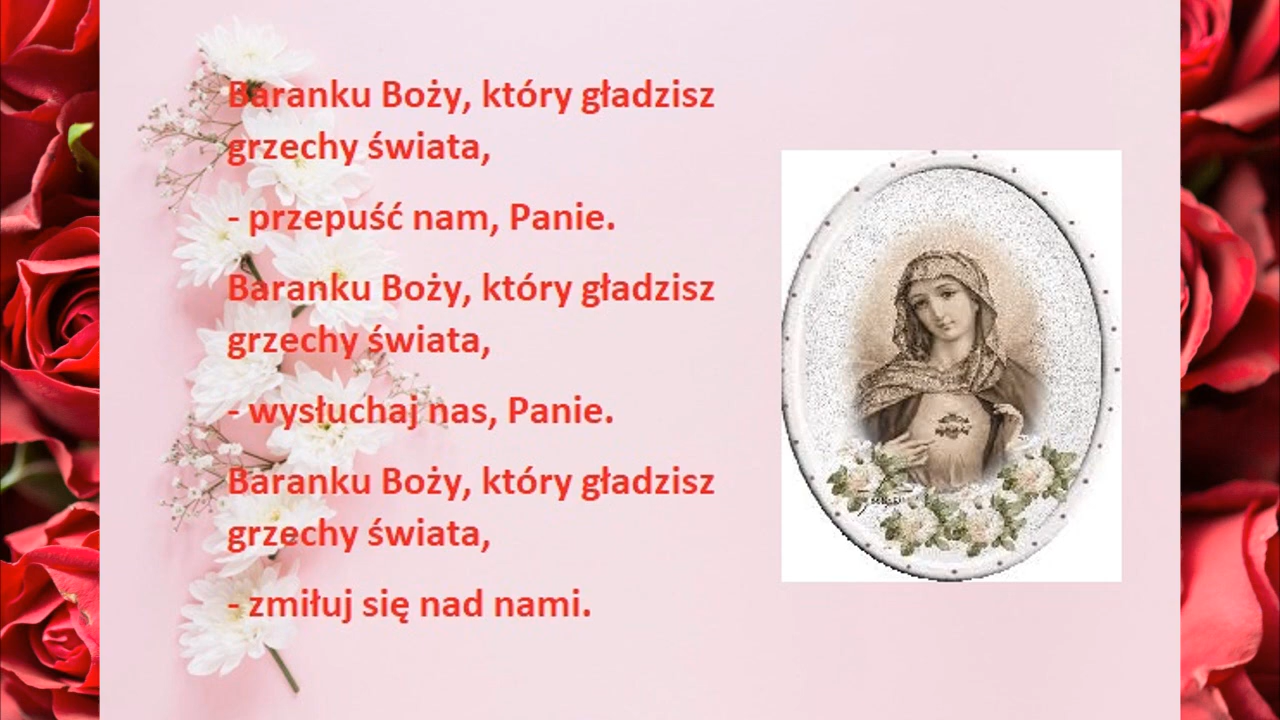 Baranku Boży, który gładzisz
grzechy świata,
- przepuść nam, Panie.
Baranku Boży, który gładzisz
grzechy świata,
- wysłuchaj nas, Panie.
Baranku Boży, który gładzisz
grzechy świata,
- zmiłuj się nad nami.